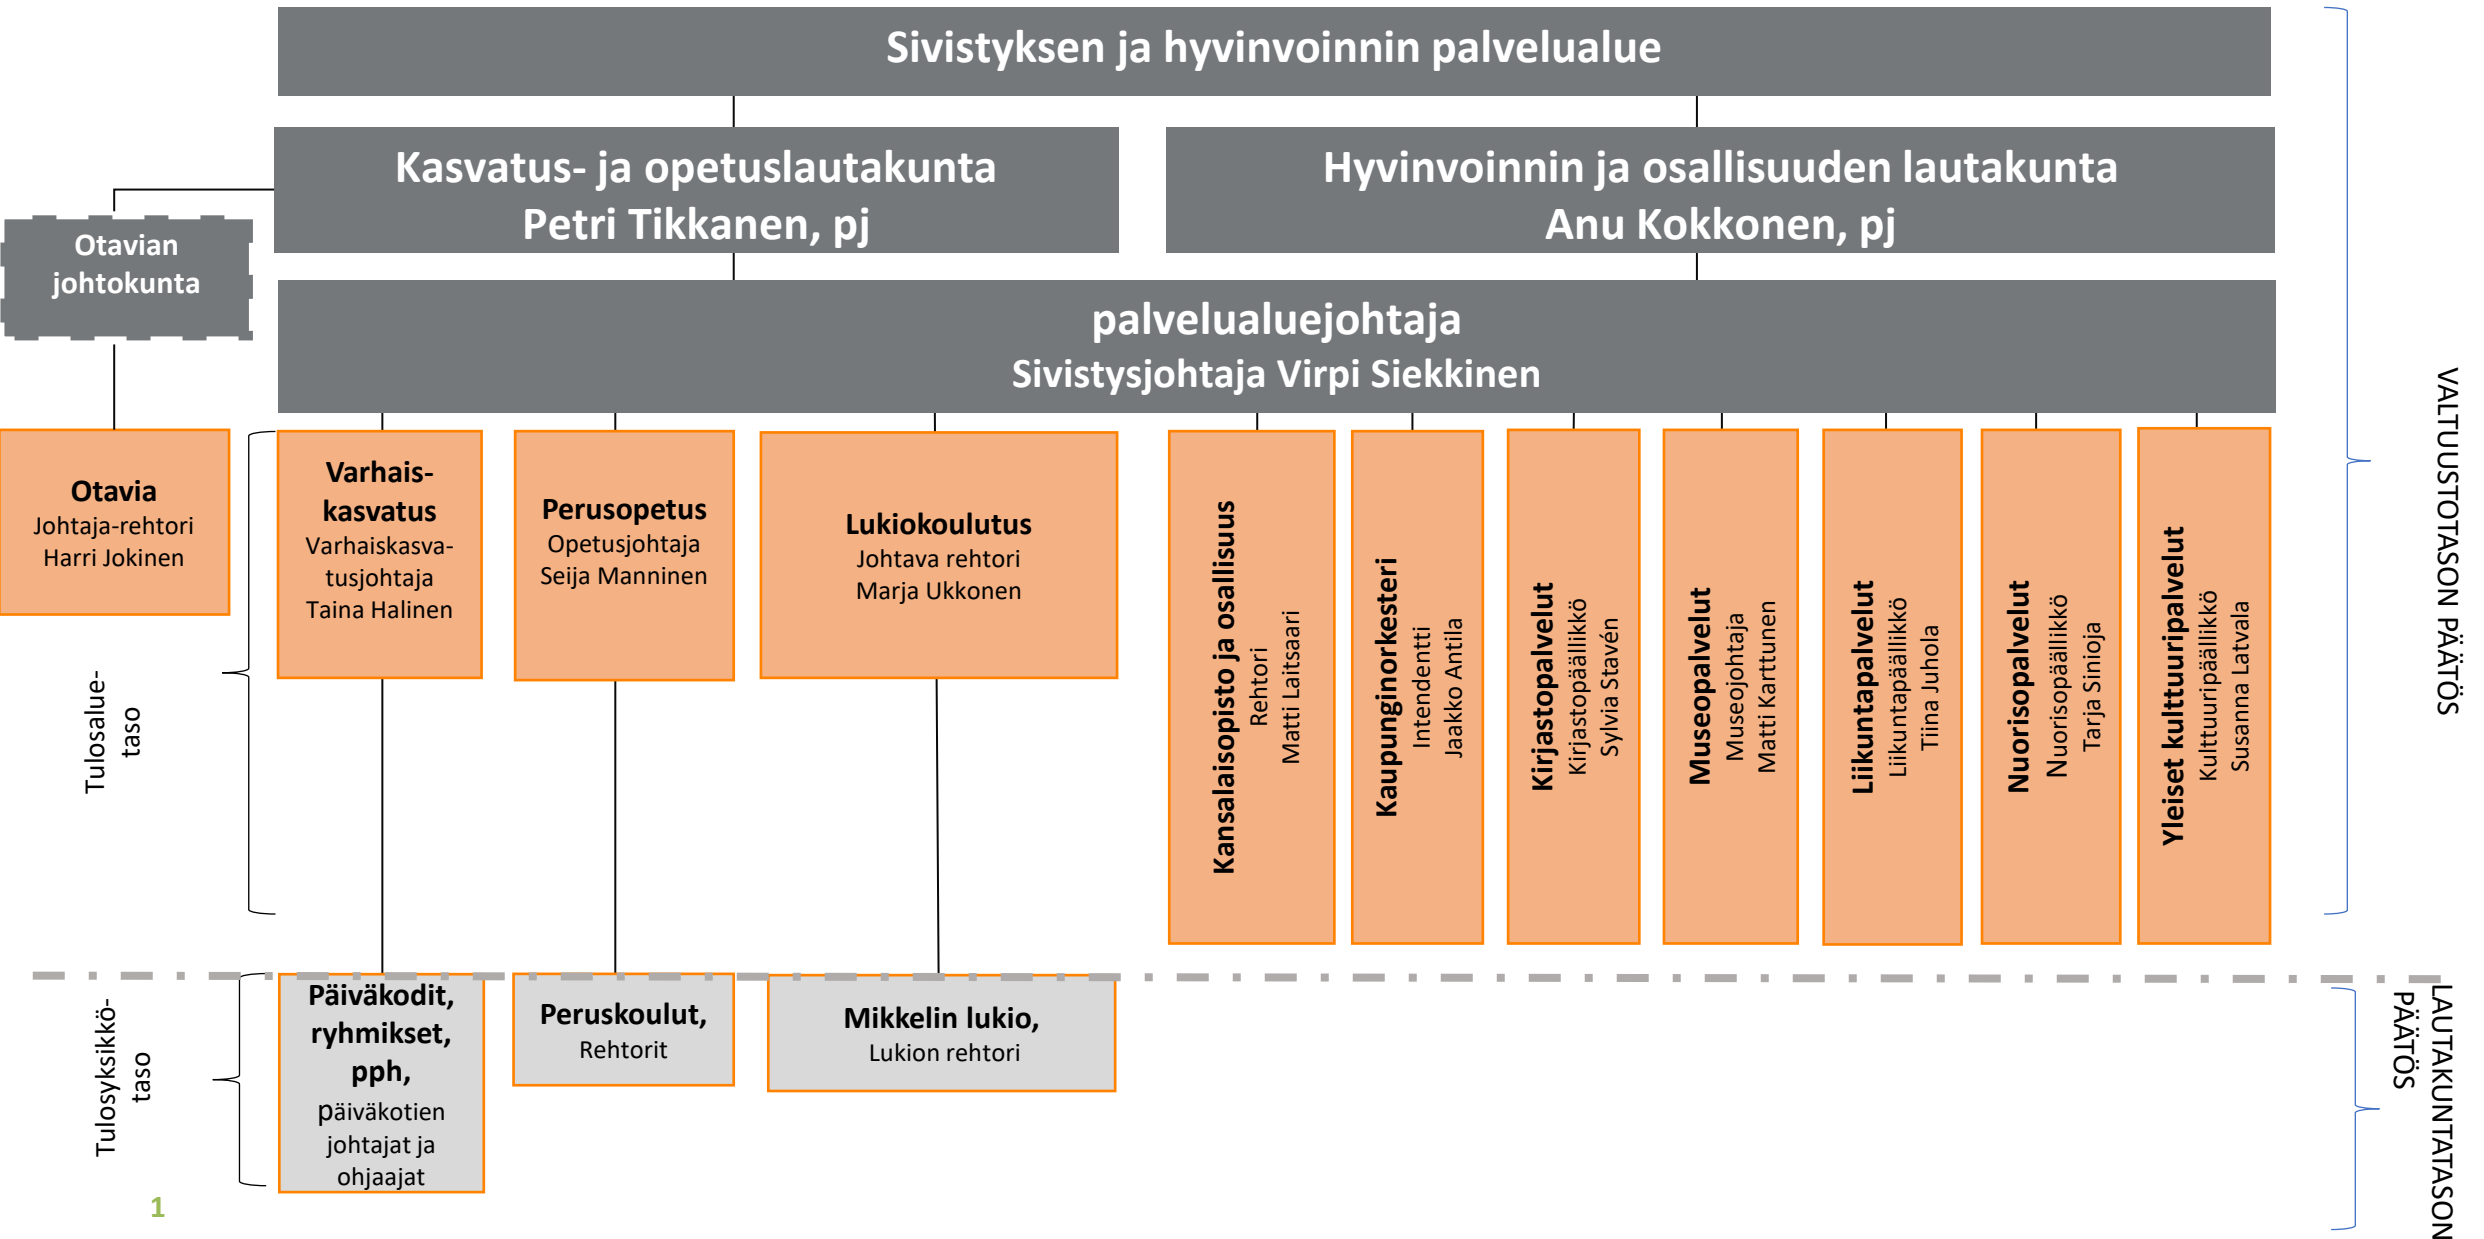 Sivistyksen ja hyvinvoinnin palvelualue
Kasvatus- ja opetuslautakunta
Petri Tikkanen, pj
Hyvinvoinnin ja osallisuuden lautakunta
Anu Kokkonen, pj
Otavian
johtokunta
palvelualuejohtaja
Sivistysjohtaja Virpi Siekkinen
Otavia
Johtaja-rehtori
Harri Jokinen
Varhais-
kasvatus
Varhaiskasva-
tusjohtaja
Taina Halinen
Perusopetus
Opetusjohtaja
Seija Manninen
Lukiokoulutus
Johtava rehtori
Marja Ukkonen
Kansalaisopisto ja osallisuus
Rehtori
Matti Laitsaari
Kaupunginorkesteri
Intendentti
Jaakko Antila
Kirjastopalvelut
Kirjastopäällikkö
Sylvia Stavén
Museopalvelut
Museojohtaja
Matti Karttunen
Liikuntapalvelut
Liikuntapäällikkö
Tiina Juhola
Nuorisopalvelut
Nuorisopäällikkö
Tarja Sinioja
Yleiset kulttuuripalvelut
Kulttuuripäällikkö
Susanna Latvala
VALTUUSTOTASON PÄÄTÖS
Tulosalue-
taso
Tulosyksikkö-
taso
Päiväkodit,
ryhmikset,
pph,
päiväkotien
johtajat ja
ohjaajat
Peruskoulut,
Rehtorit
Mikkelin lukio,
Lukion rehtori
LAUTAKUNTATASON
PÄÄTÖS
1